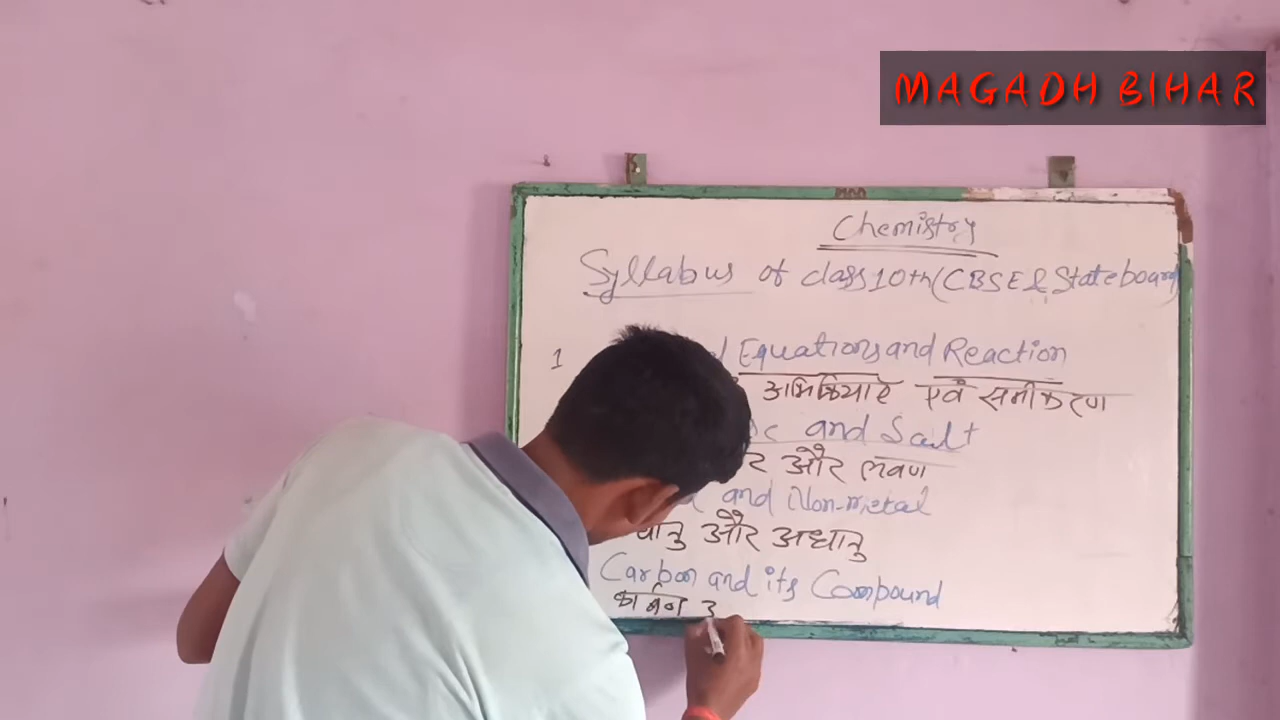 MAGADH BIHAR
Chemistry
Syllabus of class 10th (CBSE & State board)
1 Equations and Reaction
अभिक्रियाएँ एवं समीकरण
and Salt
और लवण
and Non-metal
धातु और अधातु
Carbon and its Compound
कार्बन